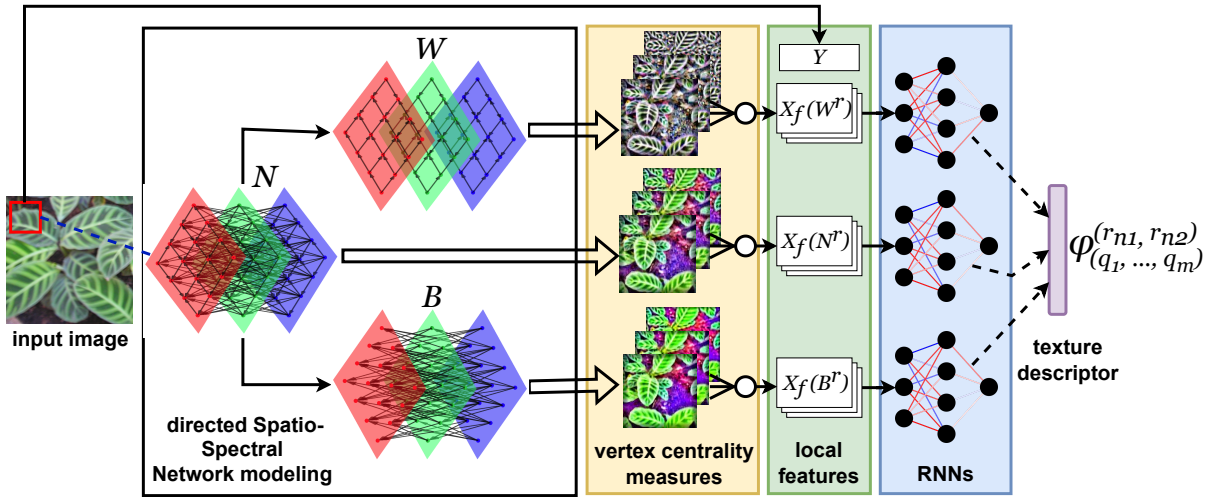 W
Y
X_f(W^r)
N
X_f(N^r)
φ_(q_1, ..., q_m)^(r_n1, r_n2)
input image
B
X_f(B^r)
texture
descriptor
directed Spatio-
Spectral
Network modeling
vertex centrality
measures
local
features
RNNs